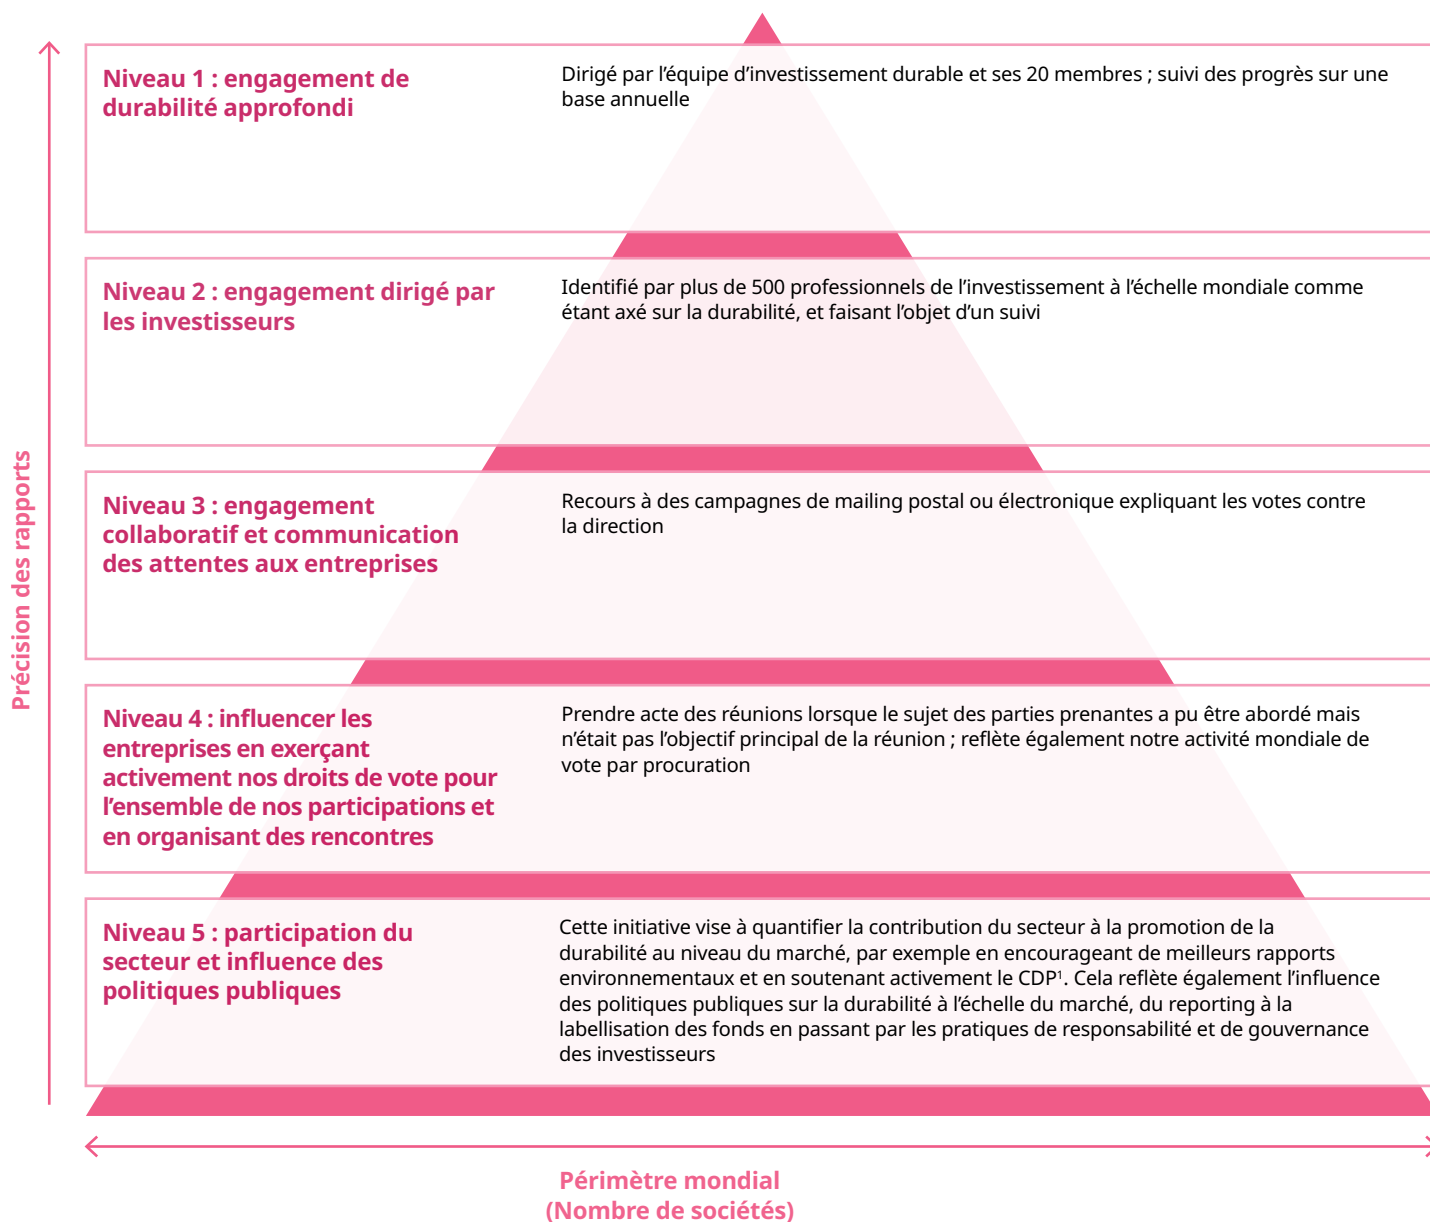 Niveau 1 : engagement de
durabilité approfondi
Dirigé par l’équipe d’investissement durable et ses 20 membres ; suivi des progrès sur une
base annuelle
Niveau 2 : engagement dirigé par
les investisseurs
Identifié par plus de 500 professionnels de l’investissement à l’échelle mondiale comme
étant axé sur la durabilité, et faisant l’objet d’un suivi
Niveau 3 : engagement
collaboratif et communication
des attentes aux entreprises
Recours à des campagnes de mailing postal ou électronique expliquant les votes contre
la direction
Niveau 4 : influencer les
entreprises en exerçant
activement nos droits de vote pour
l’ensemble de nos participations et
en organisant des rencontres
Prendre acte des réunions lorsque le sujet des parties prenantes a pu être abordé mais
n’était pas l’objectif principal de la réunion ; reflète également notre activité mondiale de
vote par procuration
Niveau 5 : participation du
secteur et influence des
politiques publiques
Cette initiative vise à quantifier la contribution du secteur à la promotion de la
durabilité au niveau du marché, par exemple en encourageant de meilleurs rapports
environnementaux et en soutenant activement le CDP¹. Cela reflète également l’influence
des politiques publiques sur la durabilité à l’échelle du marché, du reporting à la
labellisation des fonds en passant par les pratiques de responsabilité et de gouvernance
des investisseurs
Précision des rapports
Périmètre mondial
(Nombre de sociétés)